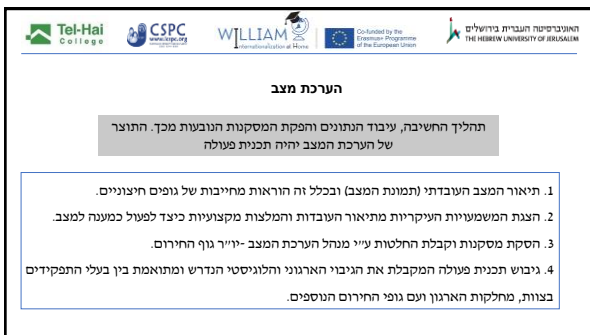 Tel-Hai
College
CSPC
www.icspc.org
WILLIAM
Internationalization at Home
Co-funded by the
Erasmus+ Programme
of the European Union
האוניברסיטה העברית בירושלים
THE HEBREW UNIVERSITY OF JERUSALEM
הערכת מצב
תהליך החשיבה, עיבוד הנתונים והפקת המסקנות הנובעות מכך. התוצר
של הערכת המצב יהיה תכנית פעולה
1. תיאור המצב העובדתי (תמונת המצב) ובכלל זה הוראות מחייבות של גופים חיצוניים.
2. הצגת המשמעויות העיקריות מתיאור העובדות והמלצות מקצועיות כיצד לפעול כמענה למצב.
3. הסקת מסקנות וקבלת החלטות ע״י מנהל הערכת המצב -יו״ר גוף החירום.
4. גיבוש תכנית פעולה המקבלת את הגיבוי הארגוני והלוגיסטי הנדרש ומתואמת בין בעלי התפקידים
בצוות, מחלקות הארגון ועם גופי החירום הנוספים.